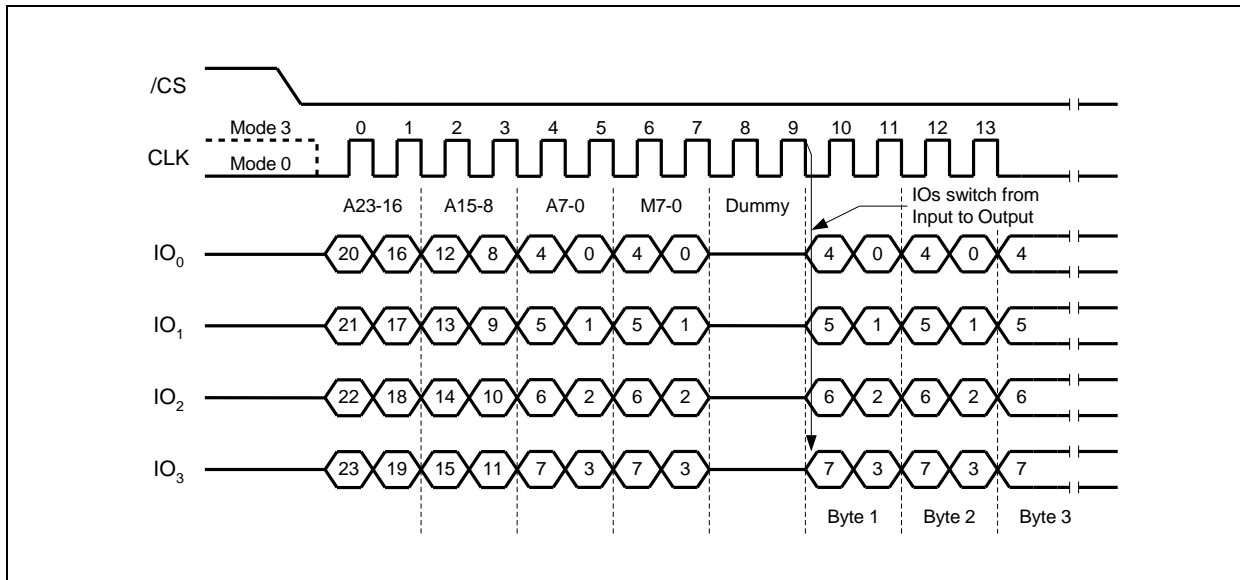 /CS
Mode 3 0 1 2 3 4 5 6 7 8 9 10 11 12 13
CLK
Mode 0
IOs switch from
Input to Output
A23-16 A15-8 A7-0 M7-0 Dummy
IO0 20 16 12 8 4 0 4 0 4 0 4 0 4
IO1 21 17 13 9 5 1 5 1 5 1 5 1 5
IO2 22 18 14 10 6 2 6 2 6 2 6 2 6
IO3 23 19 15 11 7 3 7 3 7 3 7 3 7
Byte 1 Byte 2 Byte 3